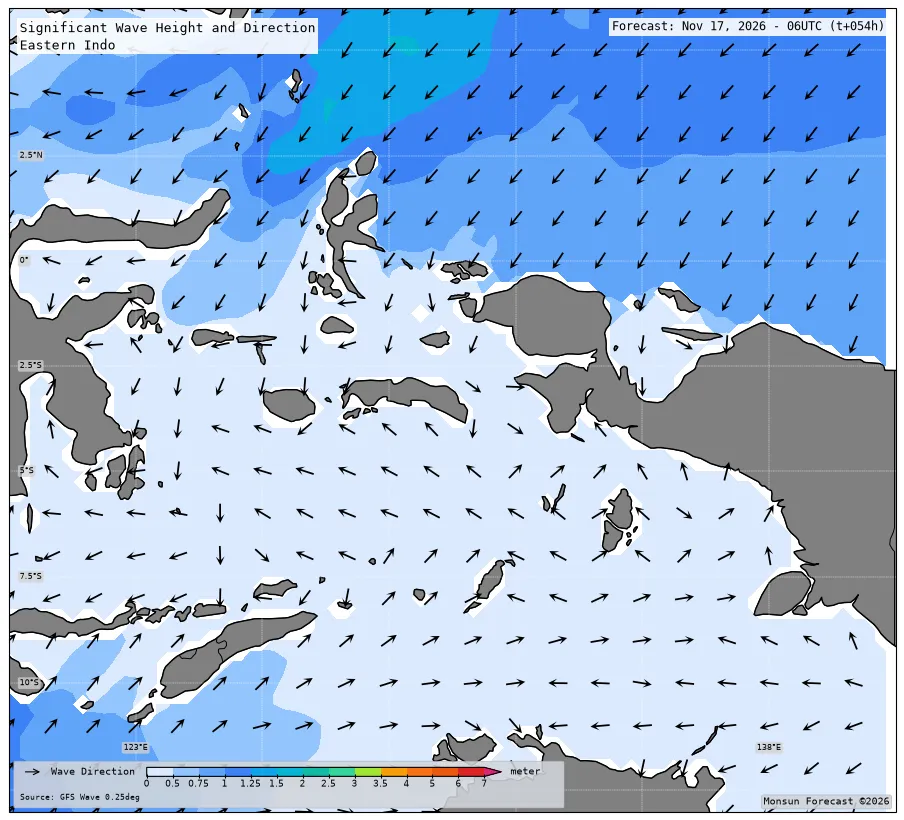 Significant Wave Height and Direction
Eastern Indo
Forecast: Nov 17, 2026 - 06UTC (t+054h)
2.5°N
0°
2.5°S
5°S
7.5°S
10°S
123°E
138°E
Wave Direction
meter
0 0.5 0.75 1 1.25 1.5 2 2.5 3 3.5 4 5 6 7
Source: GFS Wave 0.25deg
Monsun Forecast ©2026